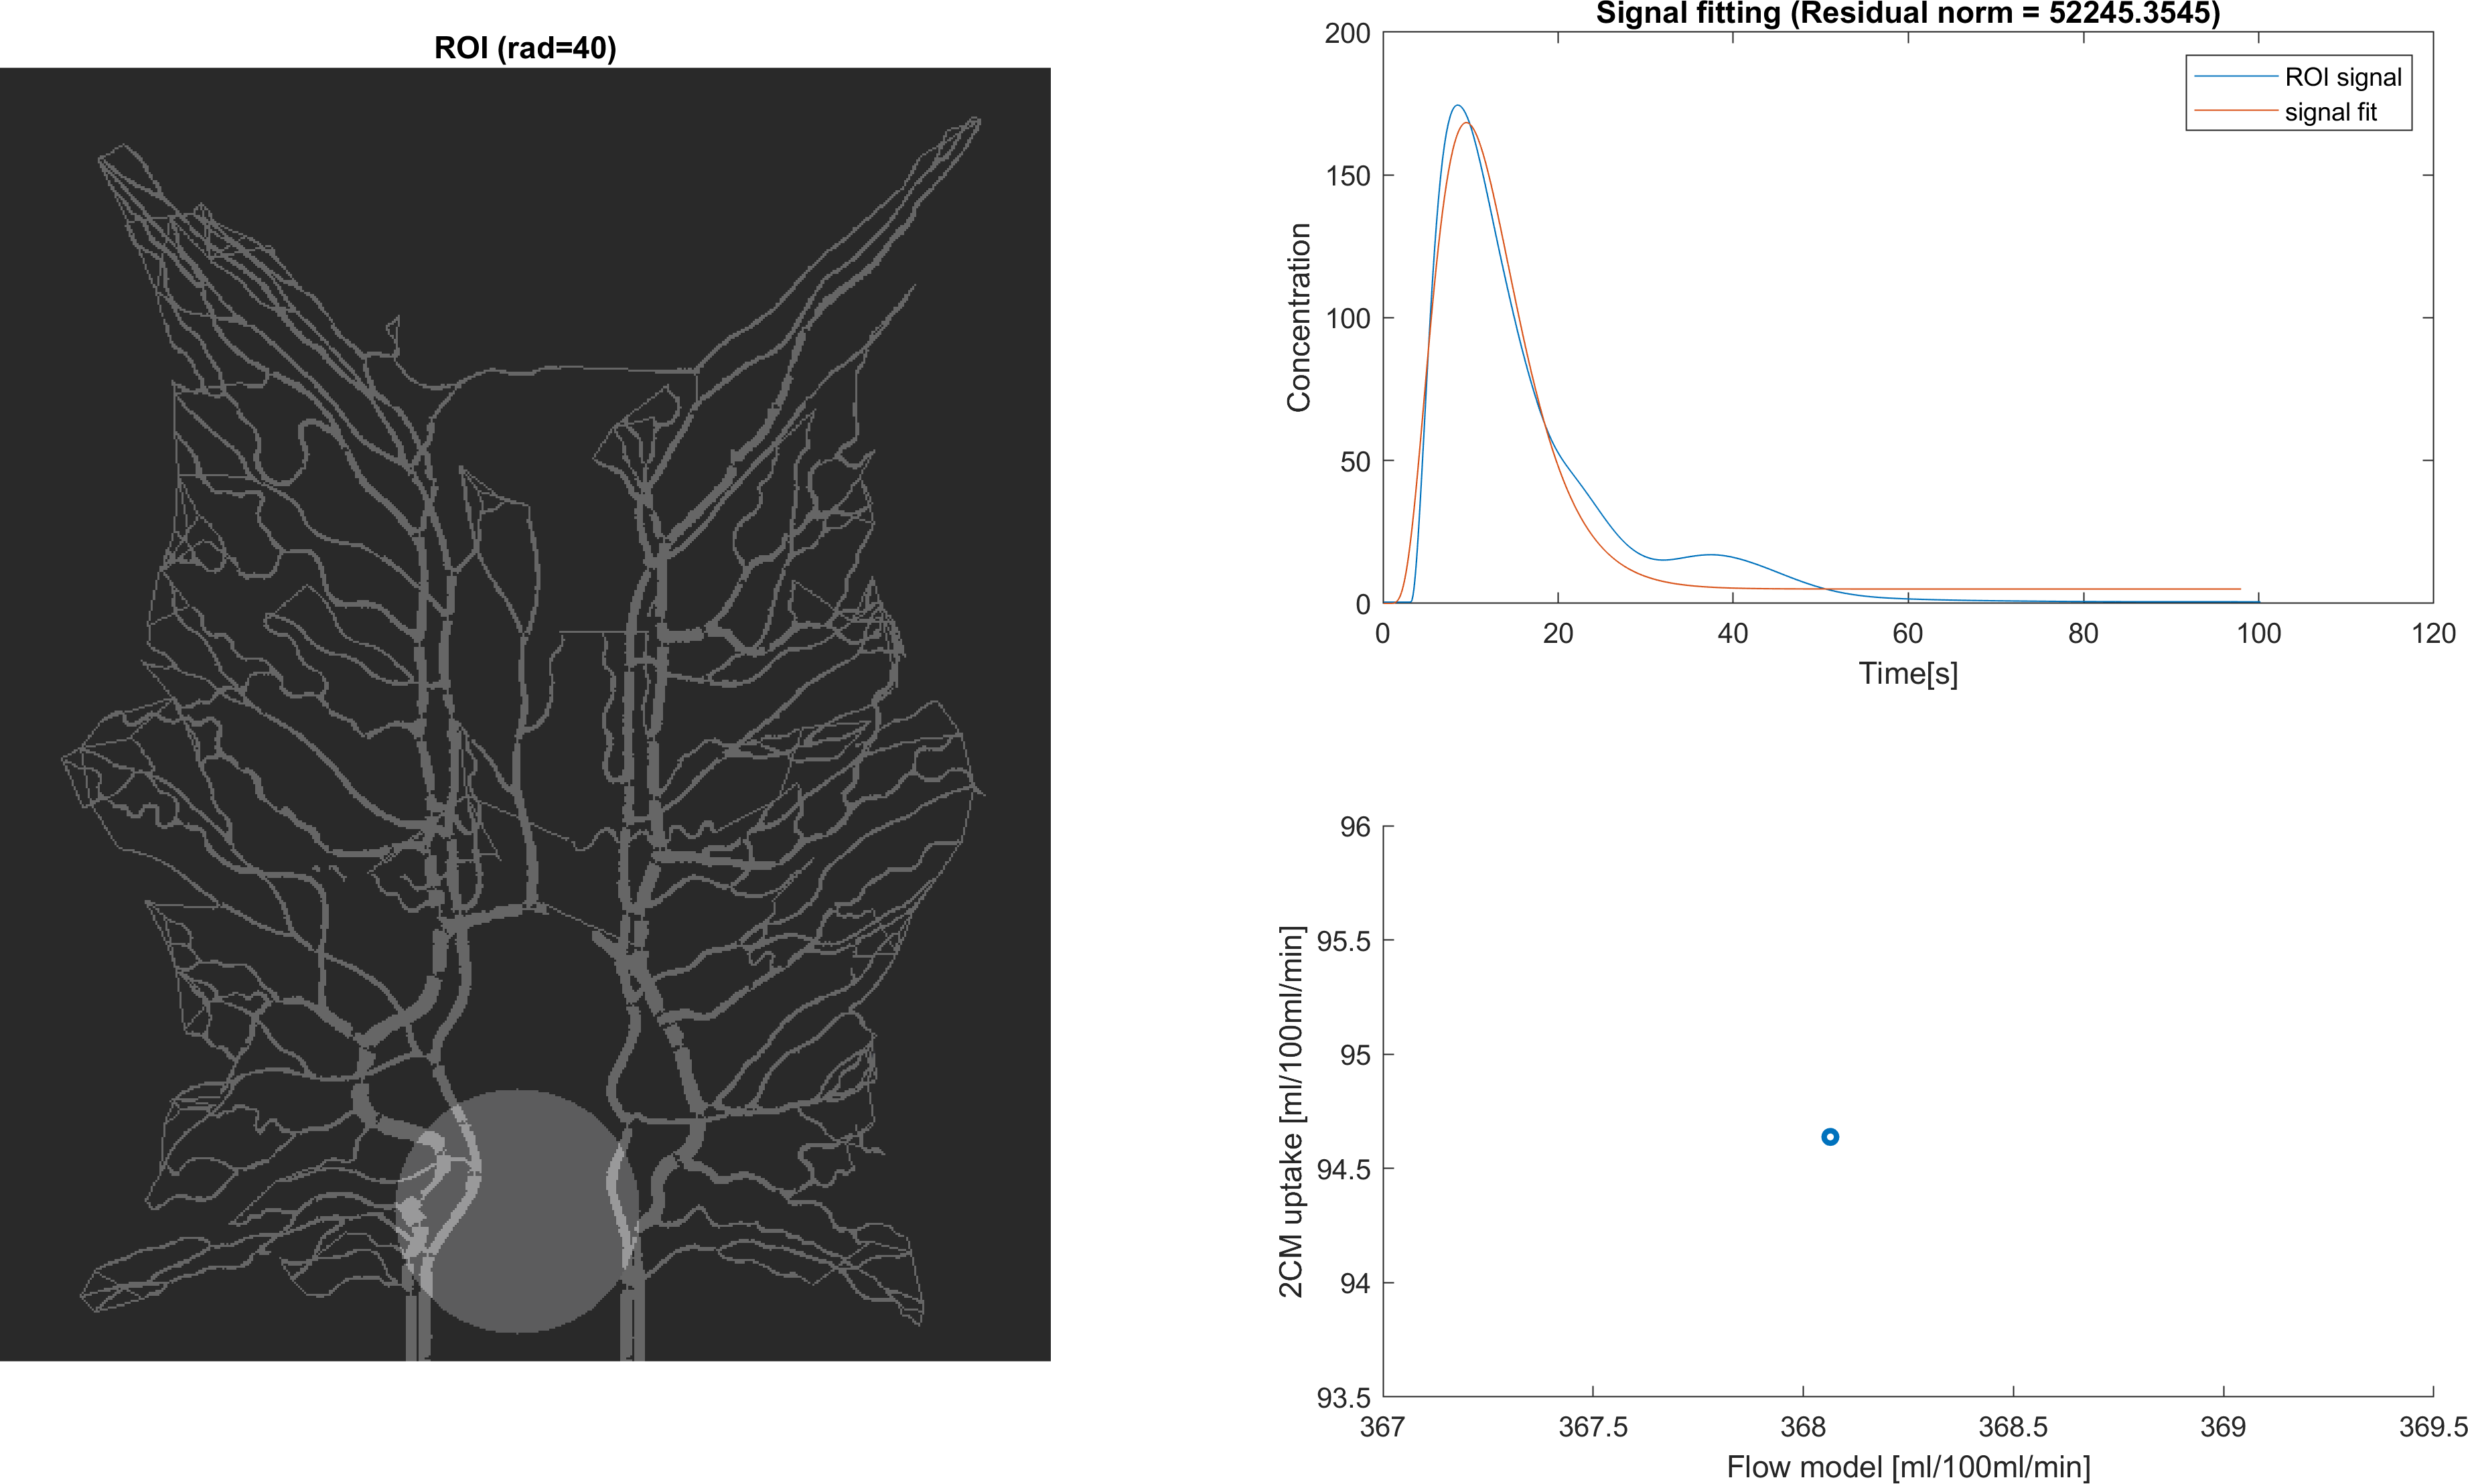 ROI (rad=40)
Signal fitting (Residual norm = 52245.3545)
200
150
100
50
0
Concentration
ROI signal
signal fit
0 20 40 60 80 100 120
Time[s]
96
95.5
95
94.5
94
93.5
2CM uptake [ml/100ml/min]
367 367.5 368 368.5 369 369.5
Flow model [ml/100ml/min]